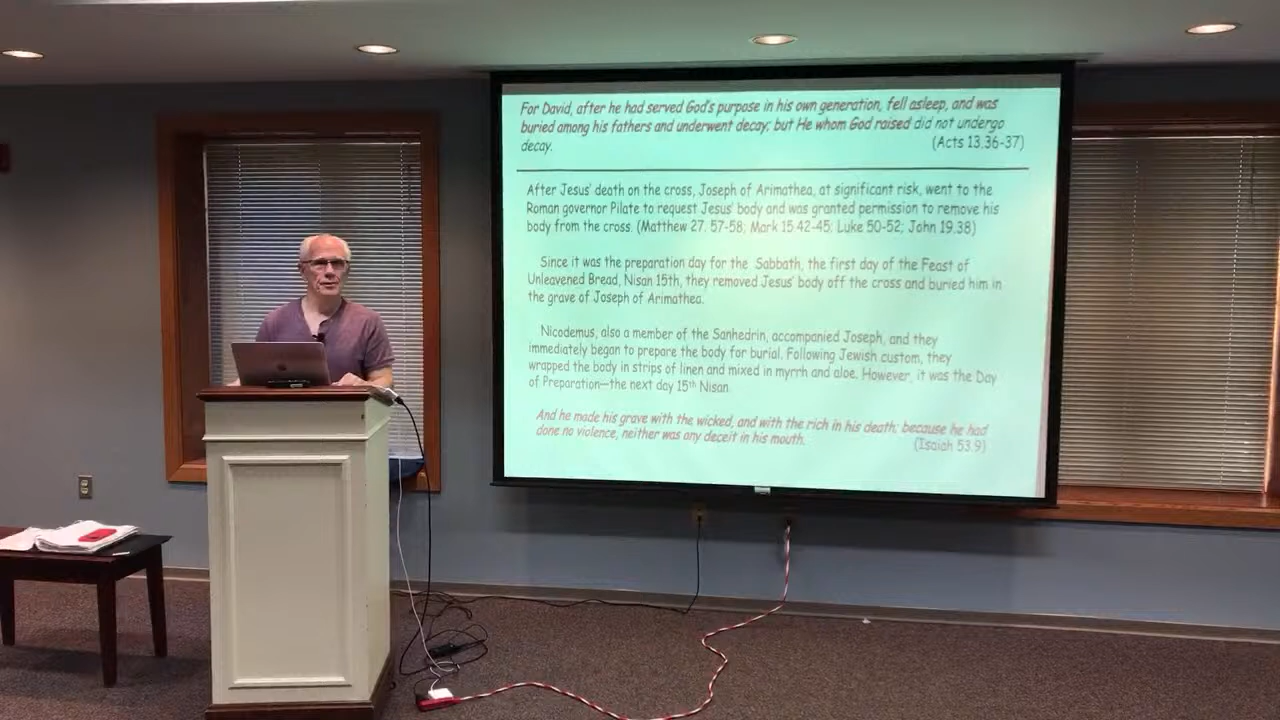 For David, after he had served God's purpose in his own generation, fell asleep, and was
buried among his fathers and underwent decay; but He whom God raised did not undergo
decay. (Acts 13.36-37)
After Jesus' death on the cross, Joseph of Arimathea, at significant risk, went to the
Roman governor Pilate to request Jesus' body and was granted permission to remove his
body from the cross. (Matthew 27. 57-58; Mark 15.42-45; Luke 50-52; John 19.38)
Since it was the preparation day for the Sabbath, the first day of the Feast of
Unleavened Bread, Nisan 15th, they removed Jesus' body off the cross and buried him in
the grave of Joseph of Arimathea.
Nicodemus, also a member of the Sanhedrin, accompanied Joseph, and they
immediately began to prepare the body for burial. Following Jewish custom, they
wrapped the body in strips of linen and mixed in myrrh and aloe. However, it was the Day
of Preparation—the next day 15th Nisan.
And he made his grave with the wicked, and with the rich in his death; because he had
done no violence, neither was any deceit in his mouth. (Isaiah 53.9)